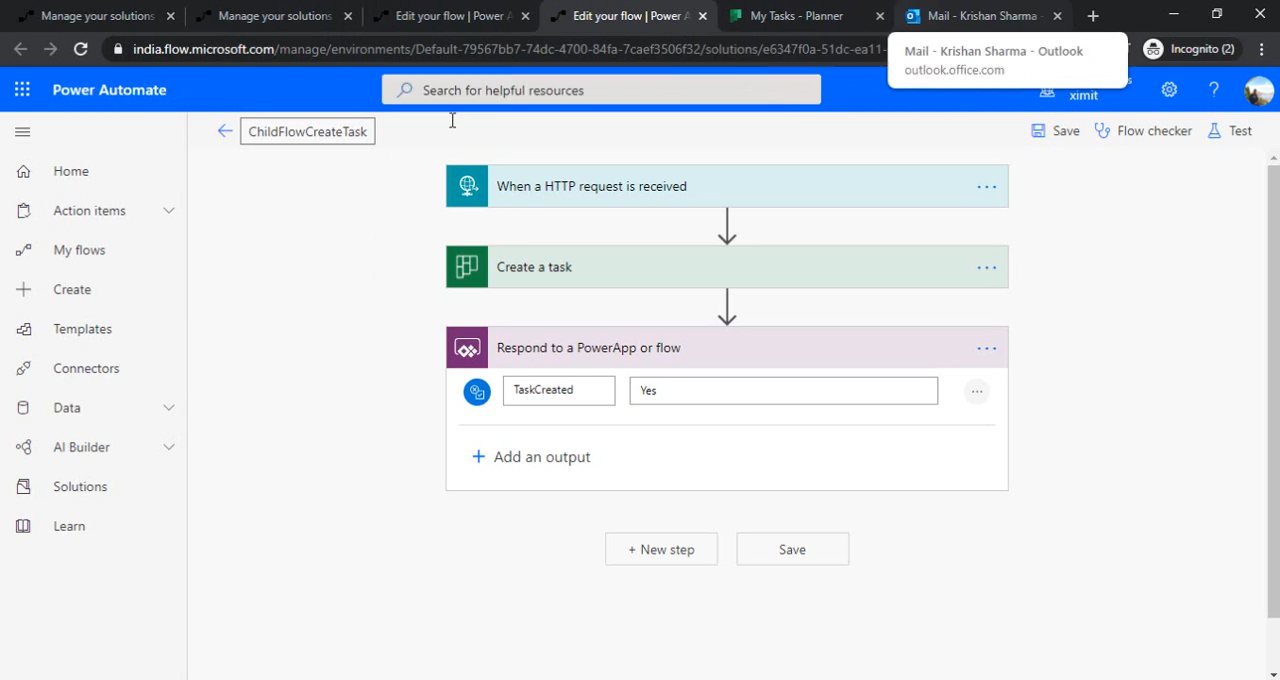 Manage your solutions
Manage your solutions
Edit your flow | Power A
Edit your flow | Power A
My Tasks - Planner
Mail - Krishan Sharma -
india.flow.microsoft.com/manage/environments/Default-79567bb7-74dc-4700-84fa-7caef3506f32/solutions/e6347f0a-51dc-ea11-
Incognito (2)
Mail - Krishan Sharma - Outlook
outlook.office.com
Power Automate
Search for helpful resources
ximit
ChildFlowCreateTask
Save
Flow checker
Test
Home
Action items
My flows
Create
Templates
Connectors
Data
AI Builder
Solutions
Learn
When a HTTP request is received
Create a task
Respond to a PowerApp or flow
TaskCreated
Yes
+ Add an output
+ New step
Save